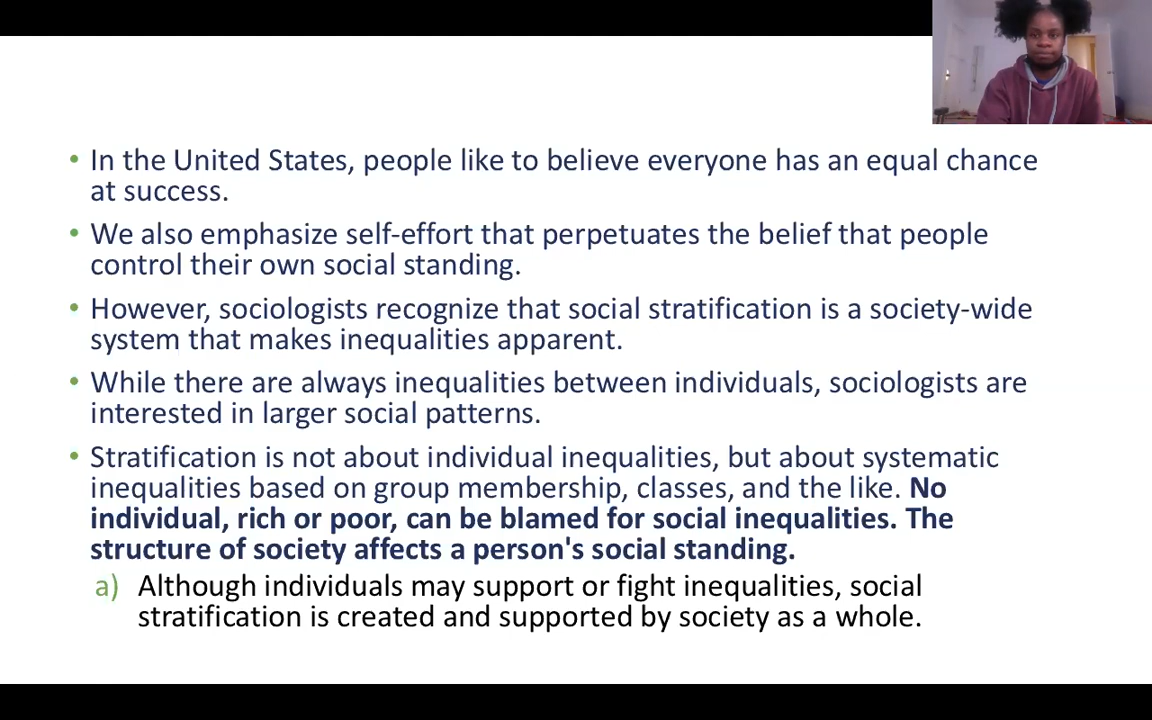 • In the United States, people like to believe everyone has an equal chance
at success.
• We also emphasize self-effort that perpetuates the belief that people
control their own social standing.
• However, sociologists recognize that social stratification is a society-wide
system that makes inequalities apparent.
• While there are always inequalities between individuals, sociologists are
interested in larger social patterns.
• Stratification is not about individual inequalities, but about systematic
inequalities based on group membership, classes, and the like. No
individual, rich or poor, can be blamed for social inequalities. The
structure of society affects a person's social standing.
a) Although individuals may support or fight inequalities, social
stratification is created and supported by society as a whole.